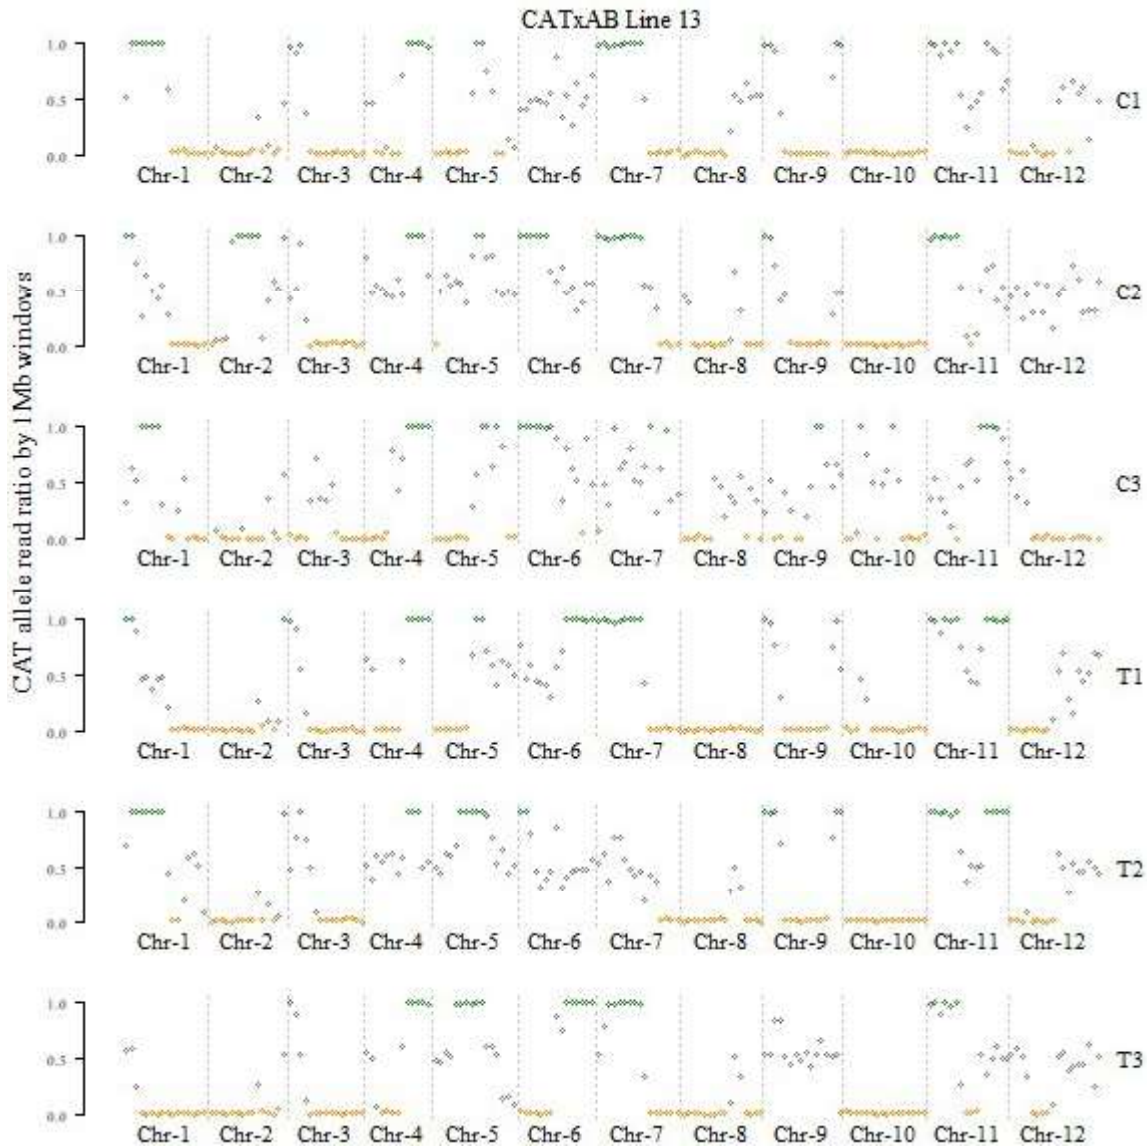 CATxAB Line 13
CAT allele read ratio by 1Mb windows
1.0
0.5
0.0
C1
Chr-1 Chr-2 Chr-3 Chr-4 Chr-5 Chr-6 Chr-7 Chr-8 Chr-9 Chr-10 Chr-11 Chr-12
1.0
0.5
0.0
C2
Chr-1 Chr-2 Chr-3 Chr-4 Chr-5 Chr-6 Chr-7 Chr-8 Chr-9 Chr-10 Chr-11 Chr-12
1.0
0.5
0.0
C3
Chr-1 Chr-2 Chr-3 Chr-4 Chr-5 Chr-6 Chr-7 Chr-8 Chr-9 Chr-10 Chr-11 Chr-12
1.0
0.5
0.0
T1
Chr-1 Chr-2 Chr-3 Chr-4 Chr-5 Chr-6 Chr-7 Chr-8 Chr-9 Chr-10 Chr-11 Chr-12
1.0
0.5
0.0
T2
Chr-1 Chr-2 Chr-3 Chr-4 Chr-5 Chr-6 Chr-7 Chr-8 Chr-9 Chr-10 Chr-11 Chr-12
1.0
0.5
0.0
T3
Chr-1 Chr-2 Chr-3 Chr-4 Chr-5 Chr-6 Chr-7 Chr-8 Chr-9 Chr-10 Chr-11 Chr-12